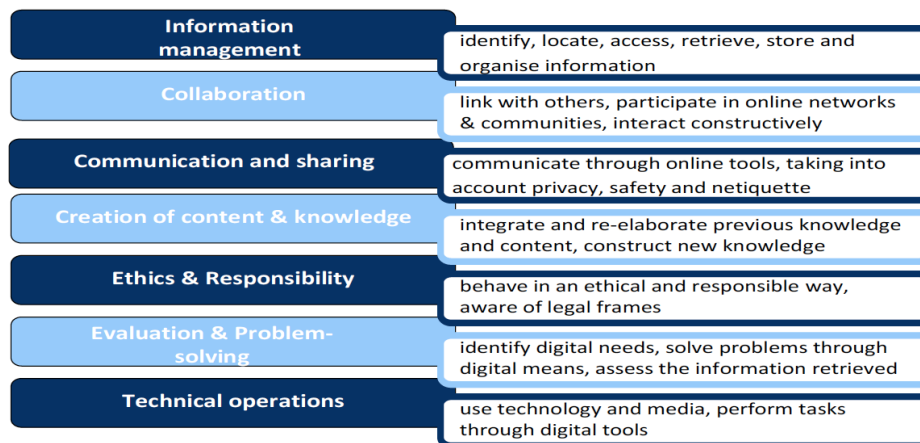 Information
management
identify, locate, access, retrieve, store and
organise information
Collaboration
link with others, participate in online networks
& communities, interact constructively
Communication and sharing
communicate through online tools, taking into
account privacy, safety and netiquette
Creation of content & knowledge
integrate and re-elaborate previous knowledge
and content, construct new knowledge
Ethics & Responsibility
behave in an ethical and responsible way,
aware of legal frames
Evaluation & Problem-
solving
identify digital needs, solve problems through
digital means, assess the information retrieved
Technical operations
use technology and media, perform tasks
through digital tools